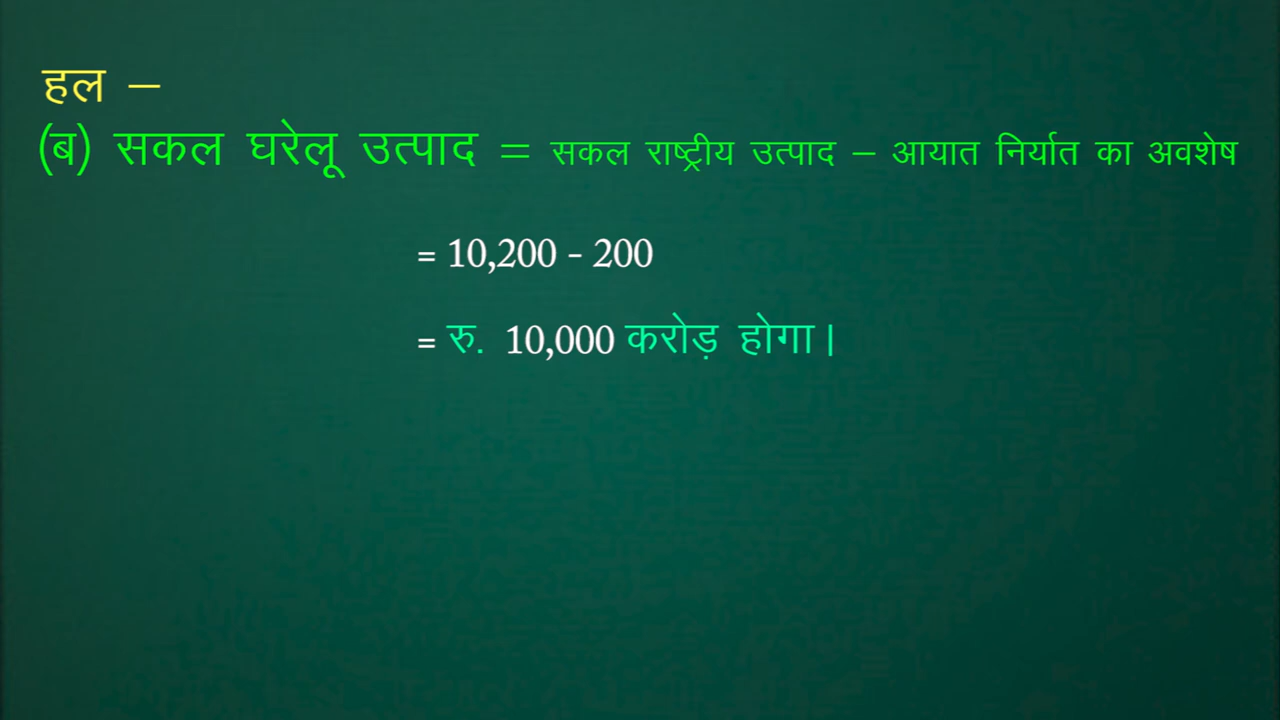 हल –
(ब) सकल घरेलू उत्पाद = सकल राष्ट्रीय उत्पाद – आयात निर्यात का अवशेष
= 10,200 - 200
= रु. 10,000 करोड़ होगा।